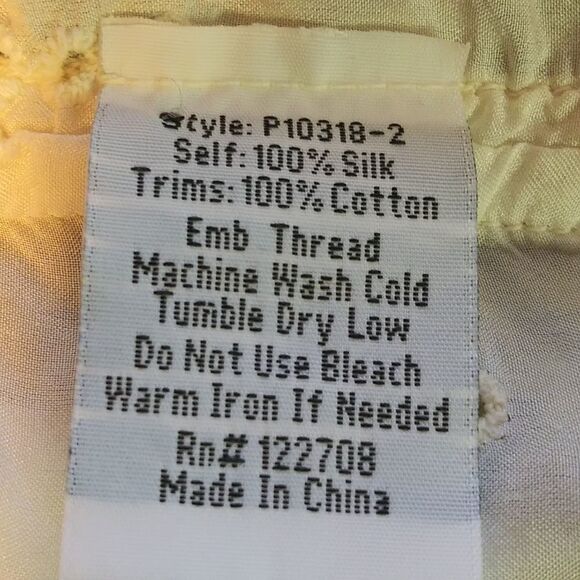 Style: P10318-2
Self: 100% Silk
Trims: 100% Cotton
Emb Thread
Machine Wash Cold
Tumble Dry Low
Do Not Use Bleach
Warm Iron If Needed
Rn# 122708
Made In China